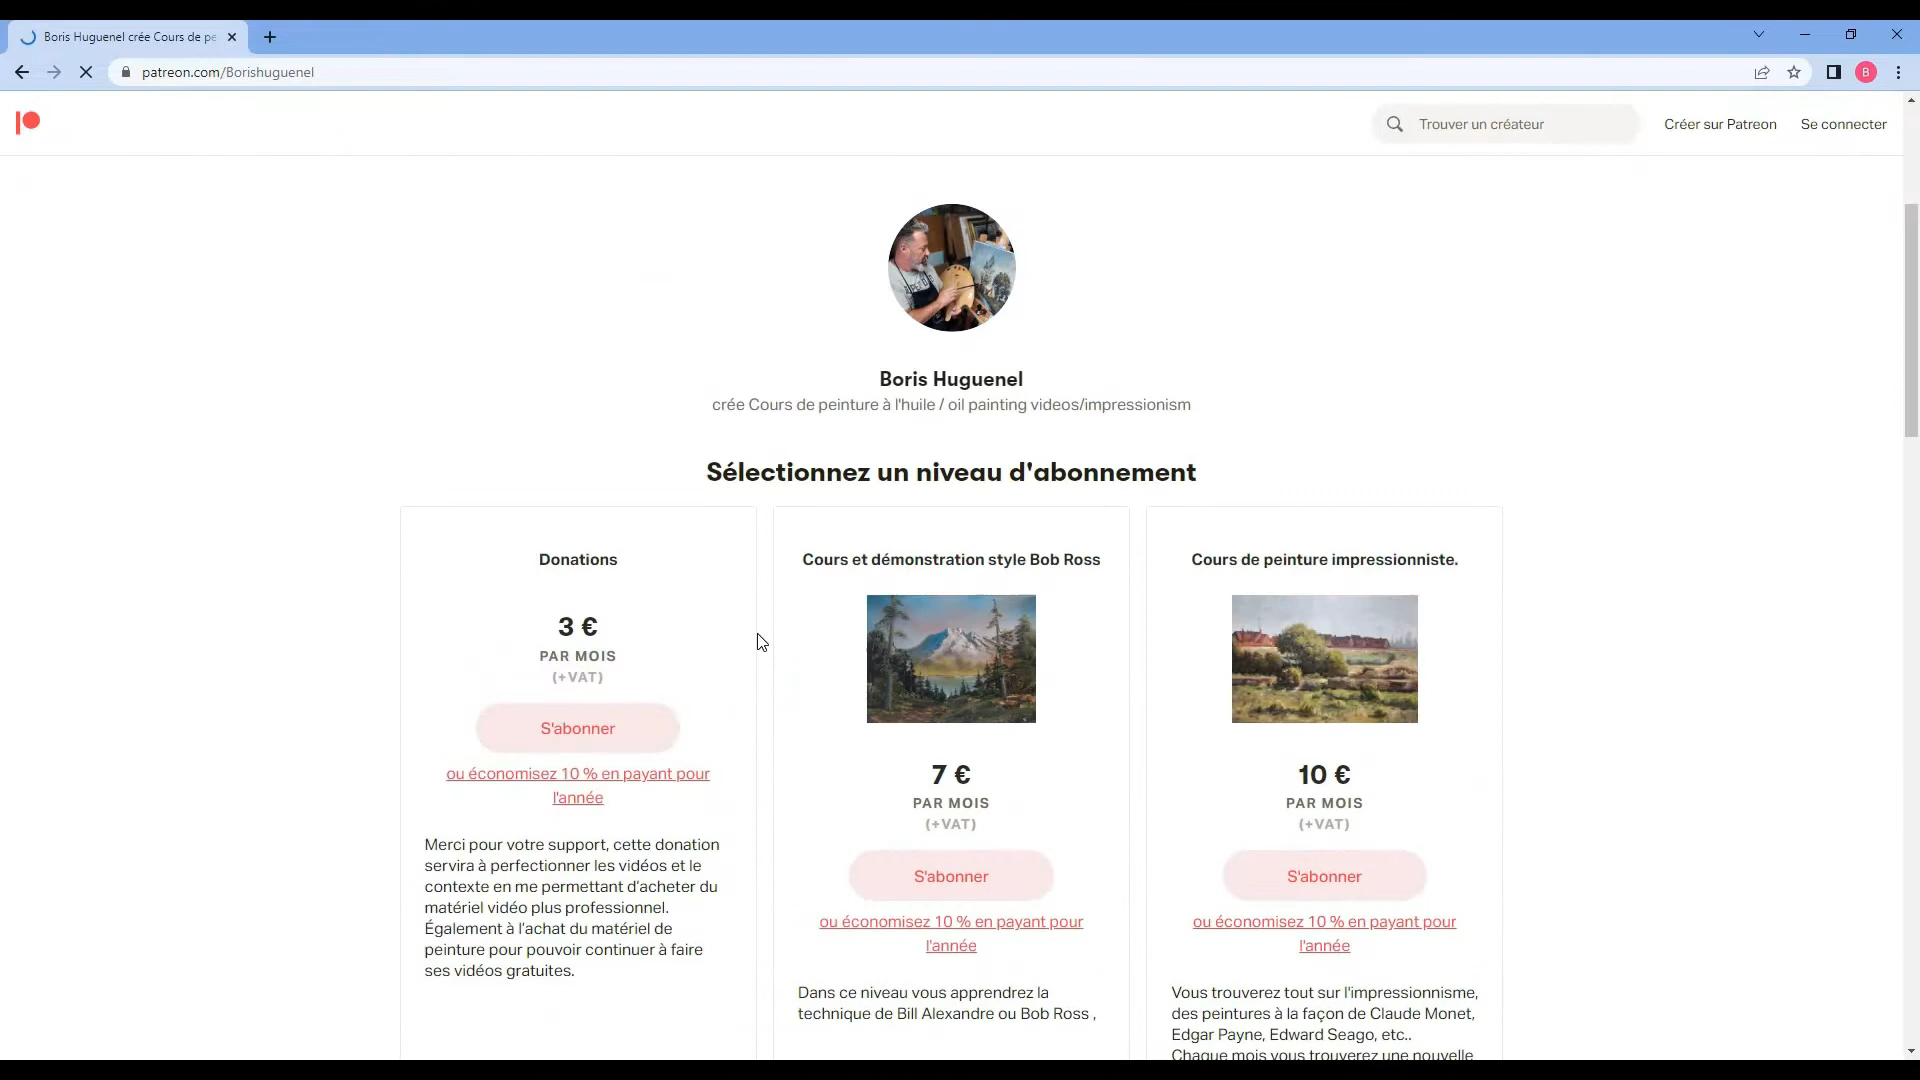 Boris Huguenel crée Cours de pe
patreon.com/Borishuguenel
B
Trouver un créateur
Créer sur Patreon
Se connecter
Boris Huguenel
crée Cours de peinture à l'huile / oil painting videos/impressionism
Sélectionnez un niveau d'abonnement
Donations
3 €
PAR MOIS
(+VAT)
S'abonner
ou économisez 10 % en payant pour
l'année
Merci pour votre support, cette donation
servira à perfectionner les vidéos et le
contexte en me permettant d'acheter du
matériel vidéo plus professionnel.
Également à l'achat du matériel de
peinture pour pouvoir continuer à faire
ses vidéos gratuites.
Cours et démonstration style Bob Ross
7 €
PAR MOIS
(+VAT)
S'abonner
ou économisez 10 % en payant pour
l'année
Dans ce niveau vous apprendrez la
technique de Bill Alexandre ou Bob Ross ,
Cours de peinture impressionniste.
10 €
PAR MOIS
(+VAT)
S'abonner
ou économisez 10 % en payant pour
l'année
Vous trouverez tout sur l'impressionnisme,
des peintures à la façon de Claude Monet,
Edgar Payne, Edward Seago, etc..
Chaque mois vous trouverez une nouvelle